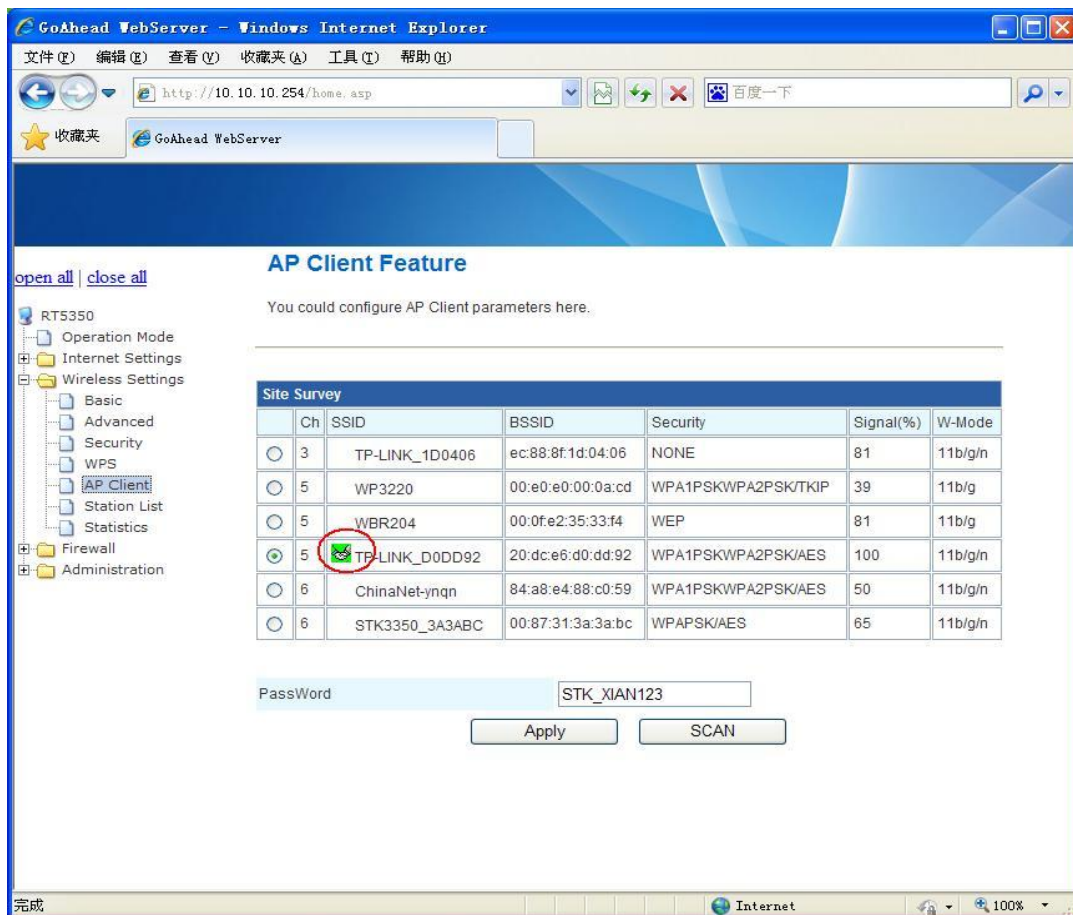 GoAhead WebServer - Windows Internet Explorer
文件(F) 编辑(E) 查看(V) 收藏夹(A) 工具(T) 帮助(H)
http://10.10.10.254/home.asp 百度一下
收藏夹 GoAhead WebServer
open all | close all
RT5350
Operation Mode
Internet Settings
Wireless Settings
Basic
Advanced
Security
WPS
AP Client
Station List
Statistics
Firewall
Administration
AP Client Feature
You could configure AP Client parameters here.
Site Survey
Ch SSID BSSID Security Signal(%) W-Mode
3 TP-LINK_1D0406 ec:88:8f:1d:04:06 NONE 81 11b/g/n
5 WP3220 00:e0:e0:00:0a:cd WPA1PSKWPA2PSK/TKIP 39 11b/g
5 WBR204 00:0f:e2:35:33:f4 WEP 81 11b/g
5 TP-LINK_D0DD92 20:dc:e6:d0:dd:92 WPA1PSKWPA2PSK/AES 100 11b/g/n
6 ChinaNet-ynqn 84:a8:e4:88:c0:59 WPA1PSKWPA2PSK/AES 50 11b/g/n
6 STK3350_3A3ABC 00:87:31:3a:3a:bc WPAPSK/AES 65 11b/g/n
PassWord STK_XIAN123
Apply SCAN
完成 Internet 100%